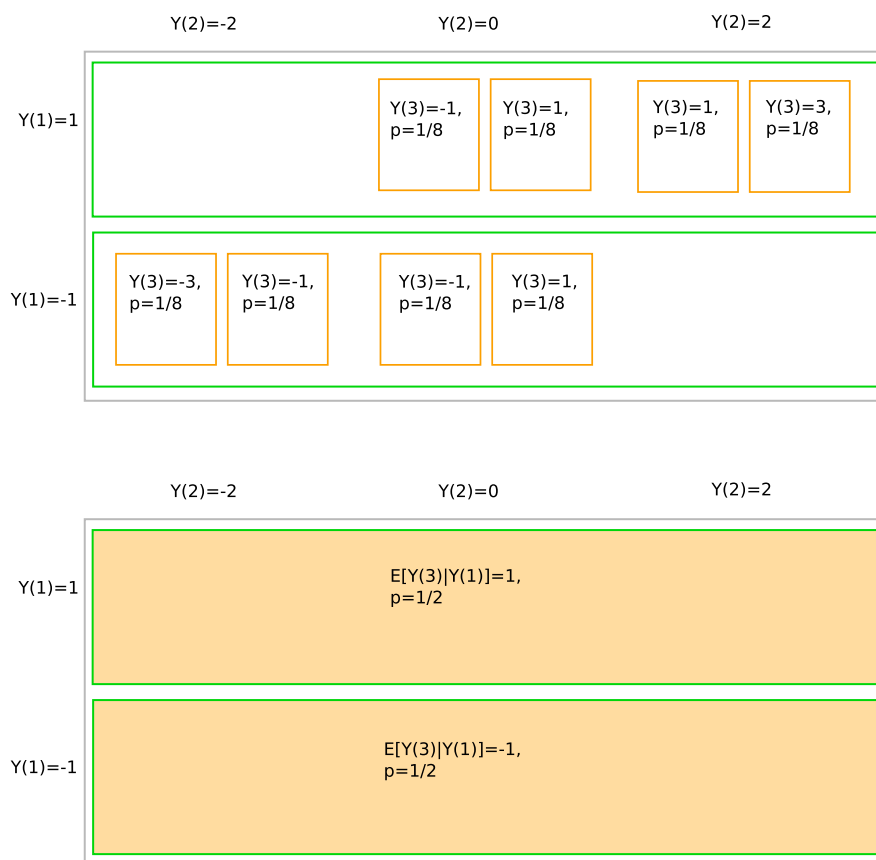 Y(2)=-2 Y(2)=0 Y(2)=2
Y(1)=1
Y(3)=-1, Y(3)=1, Y(3)=1, Y(3)=3,
p=1/8 p=1/8 p=1/8 p=1/8
Y(1)=-1
Y(3)=-3, Y(3)=-1, Y(3)=-1, Y(3)=1,
p=1/8 p=1/8 p=1/8 p=1/8
Y(2)=-2 Y(2)=0 Y(2)=2
Y(1)=1
E[Y(3)|Y(1)]=1,
p=1/2
Y(1)=-1
E[Y(3)|Y(1)]=-1,
p=1/2